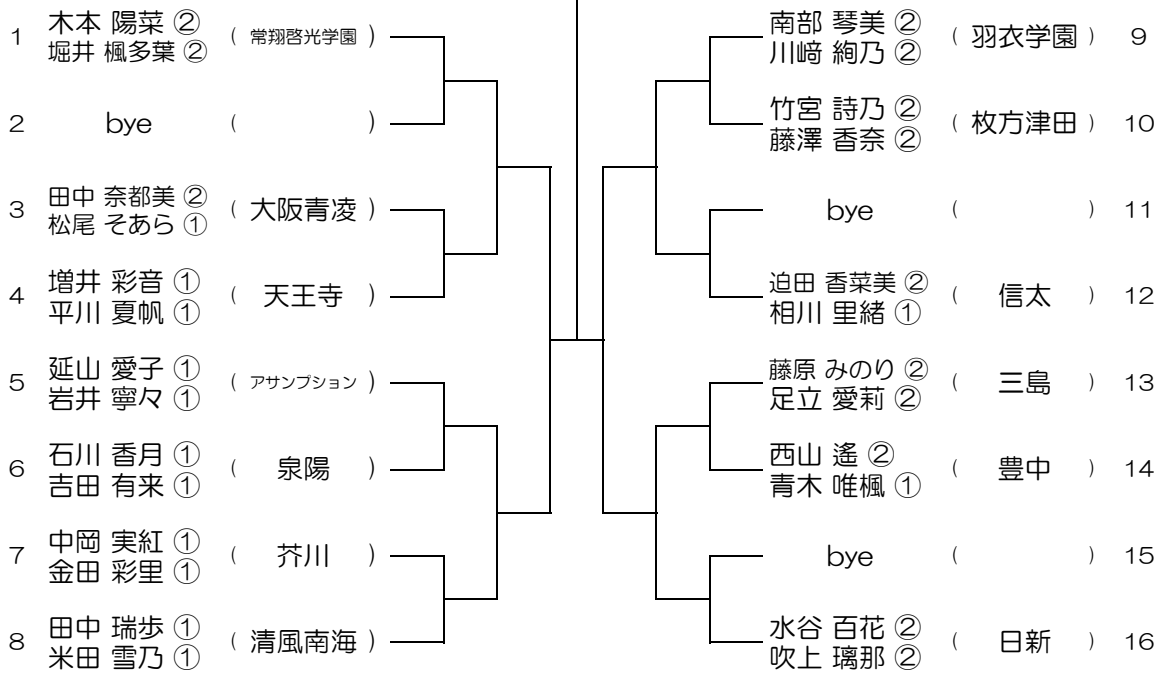 1 木本 陽菜 ② ( 常翔啓光学園 )
堀井 楓多葉 ②
2 bye ( )
3 田中 奈都美 ② ( 大阪青凌 )
松尾 そあら ①
4 増井 彩音 ① ( 天王寺 )
平川 夏帆 ①
5 延山 愛子 ① ( アサンプション )
岩井 寧々 ①
6 石川 香月 ① ( 泉陽 )
吉田 有来 ①
7 中岡 実紅 ① ( 芥川 )
金田 彩里 ①
8 田中 瑞歩 ① ( 清風南海 )
米田 雪乃 ①
南部 琴美 ② ( 羽衣学園 ) 9
川﨑 絢乃 ②
竹宮 詩乃 ② ( 枚方津田 ) 10
藤澤 香奈 ②
bye ( ) 11
迫田 香菜美 ② ( 信太 ) 12
相川 里緒 ①
藤原 みのり ② ( 三島 ) 13
足立 愛莉 ②
西山 遙 ② ( 豊中 ) 14
青木 唯楓 ①
bye ( ) 15
水谷 百花 ② ( 日新 ) 16
吹上 璃那 ②